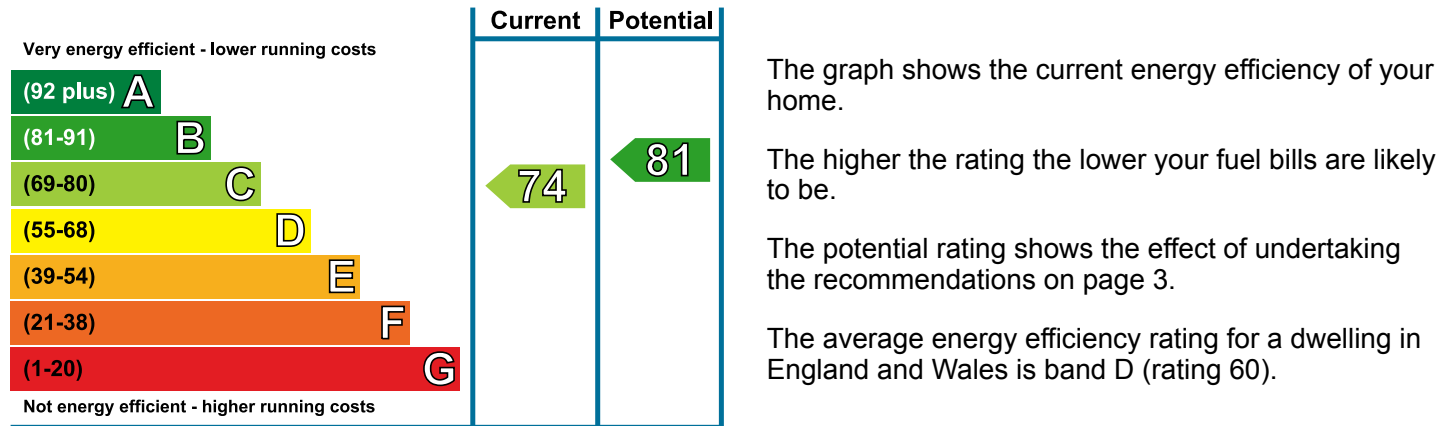 Current Potential
Very energy efficient - lower running costs
(92 plus) A
(81-91) B
(69-80) C
(55-68) D
(39-54) E
(21-38) F
(1-20) G
Not energy efficient - higher running costs
74
81
The graph shows the current energy efficiency of your
home.
The higher the rating the lower your fuel bills are likely
to be.
The potential rating shows the effect of undertaking
the recommendations on page 3.
The average energy efficiency rating for a dwelling in
England and Wales is band D (rating 60).